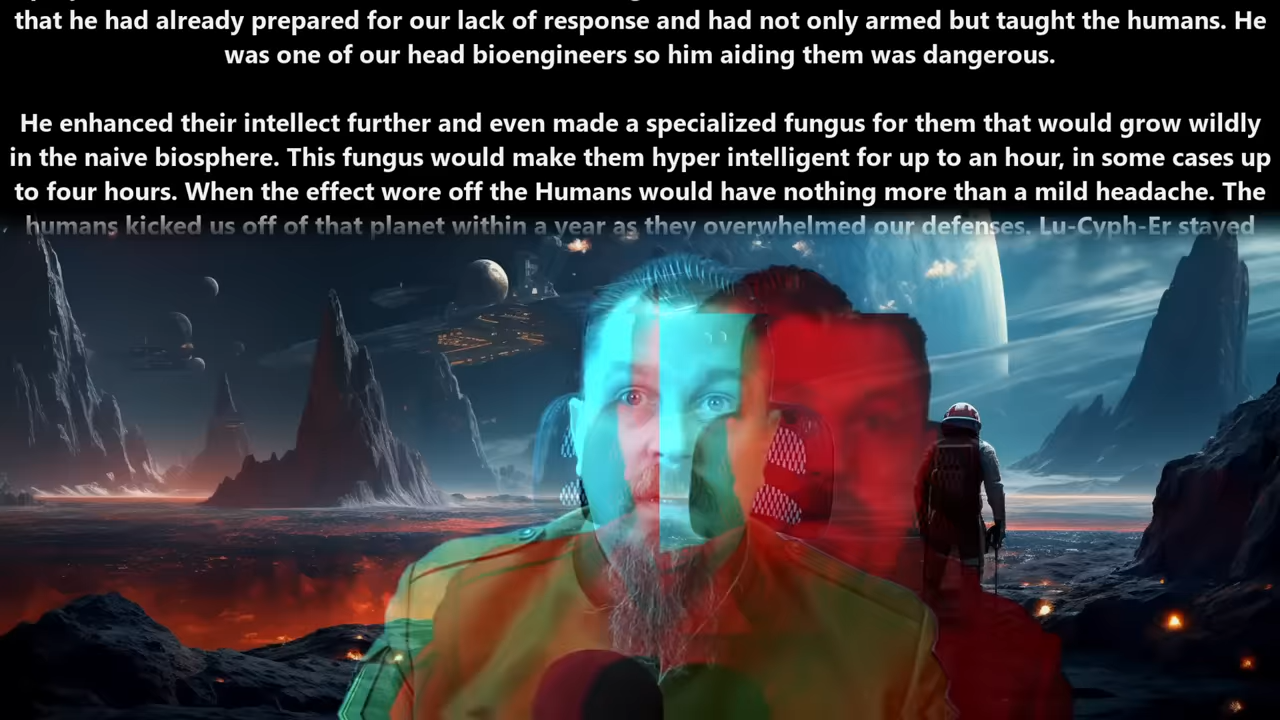 that he had already prepared for our lack of response and had not only armed but taught the humans. He
was one of our head bioengineers so him aiding them was dangerous.
He enhanced their intellect further and even made a specialized fungus for them that would grow wildly
in the naive biosphere. This fungus would make them hyper intelligent for up to an hour, in some cases up
to four hours. When the effect wore off the Humans would have nothing more than a mild headache. The
humans kicked us off of that planet within a year as they overwhelmed our defenses. Lu-Cyph-Er stayed